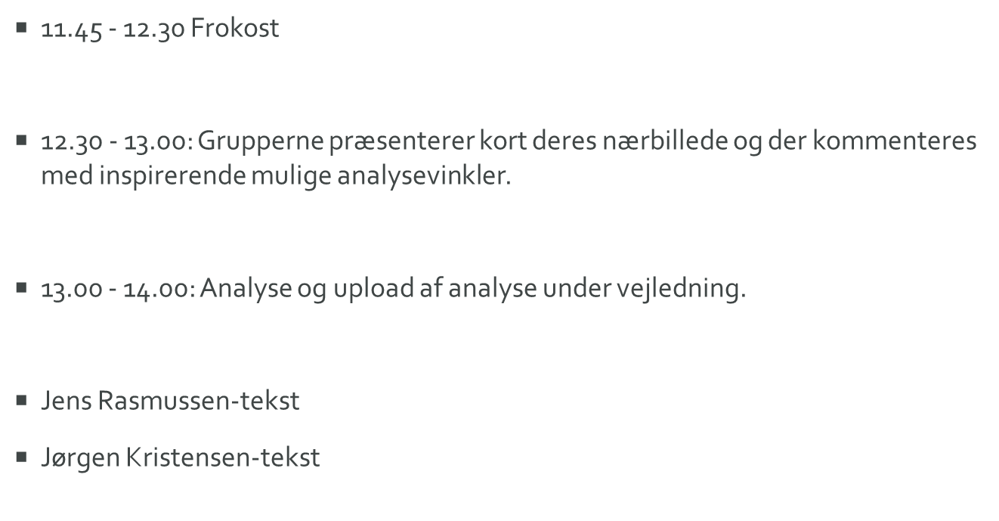 ▪ 11.45 - 12.30 Frokost
▪ 12.30 - 13.00: Grupperne præsenterer kort deres nærbillede og der kommenteres
med inspirerende mulige analysevinkler.
▪ 13.00 - 14.00: Analyse og upload af analyse under vejledning.
▪ Jens Rasmussen-tekst
▪ Jørgen Kristensen-tekst